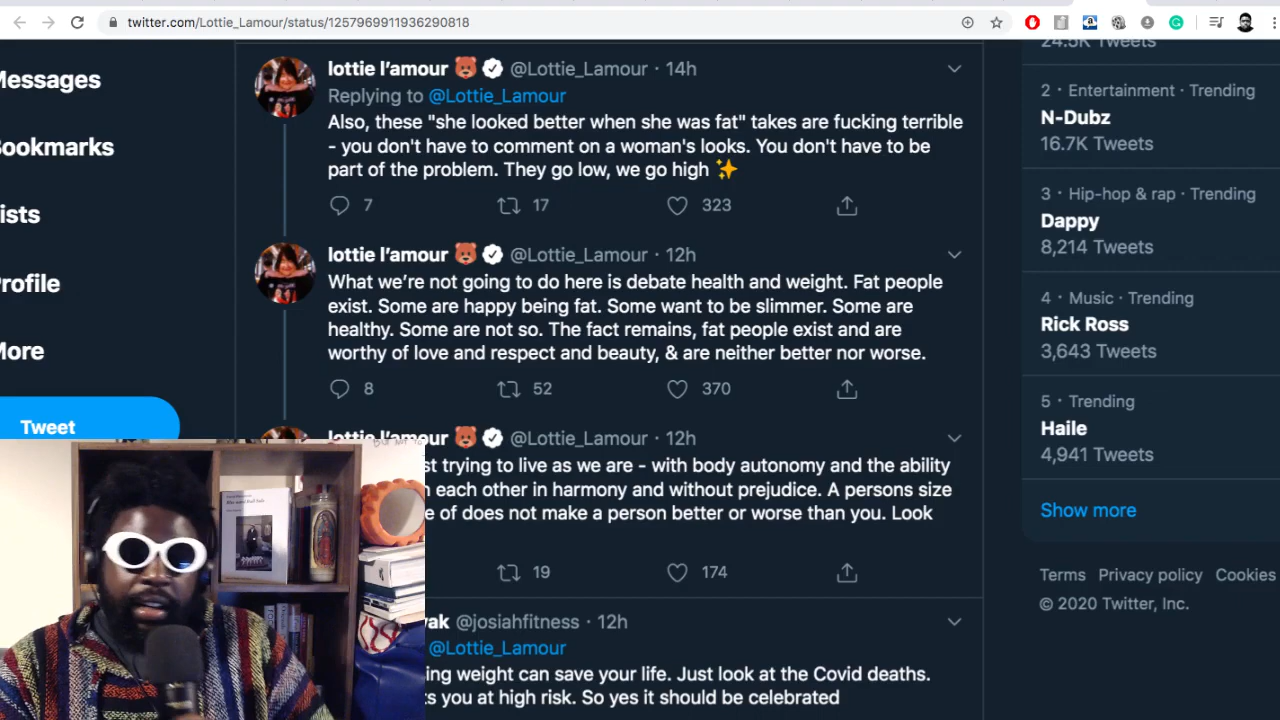 twitter.com/Lottie_Lamour/status/1257969911936290818
Messages
Bookmarks
Lists
Profile
More
Tweet
lottie l'amour 🐻 @Lottie_Lamour · 14h
Replying to @Lottie_Lamour
Also, these "she looked better when she was fat" takes are fucking terrible
- you don't have to comment on a woman's looks. You don't have to be
part of the problem. They go low, we go high ✨
7 17 323
lottie l'amour 🐻 @Lottie_Lamour · 12h
What we're not going to do here is debate health and weight. Fat people
exist. Some are happy being fat. Some want to be slimmer. Some are
healthy. Some are not so. The fact remains, fat people exist and are
worthy of love and respect and beauty, & are neither better nor worse.
8 52 370
lottie l'amour 🐻 @Lottie_Lamour · 12h
st trying to live as we are - with body autonomy and the ability
each other in harmony and without prejudice. A persons size
e of does not make a person better or worse than you. Look
19 174
vak @josiahfitness · 12h
@Lottie_Lamour
ing weight can save your life. Just look at the Covid deaths.
ts you at high risk. So yes it should be celebrated
24.5K Tweets
2 · Entertainment · Trending
N-Dubz
16.7K Tweets
3 · Hip-hop & rap · Trending
Dappy
8,214 Tweets
4 · Music · Trending
Rick Ross
3,643 Tweets
5 · Trending
Haile
4,941 Tweets
Show more
Terms Privacy policy Cookies
© 2020 Twitter, Inc.